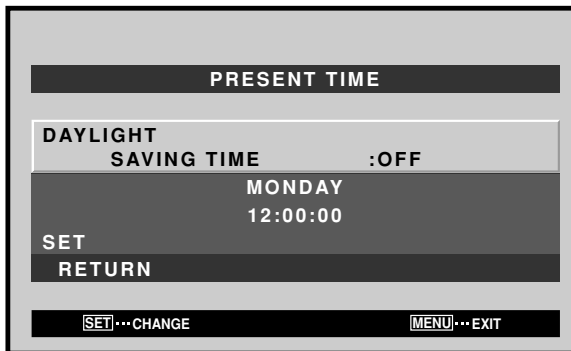 PRESENT TIME
DAYLIGHT
SAVING TIME :OFF
MONDAY
12:00:00
SET
RETURN
SET···CHANGE MENU···EXIT